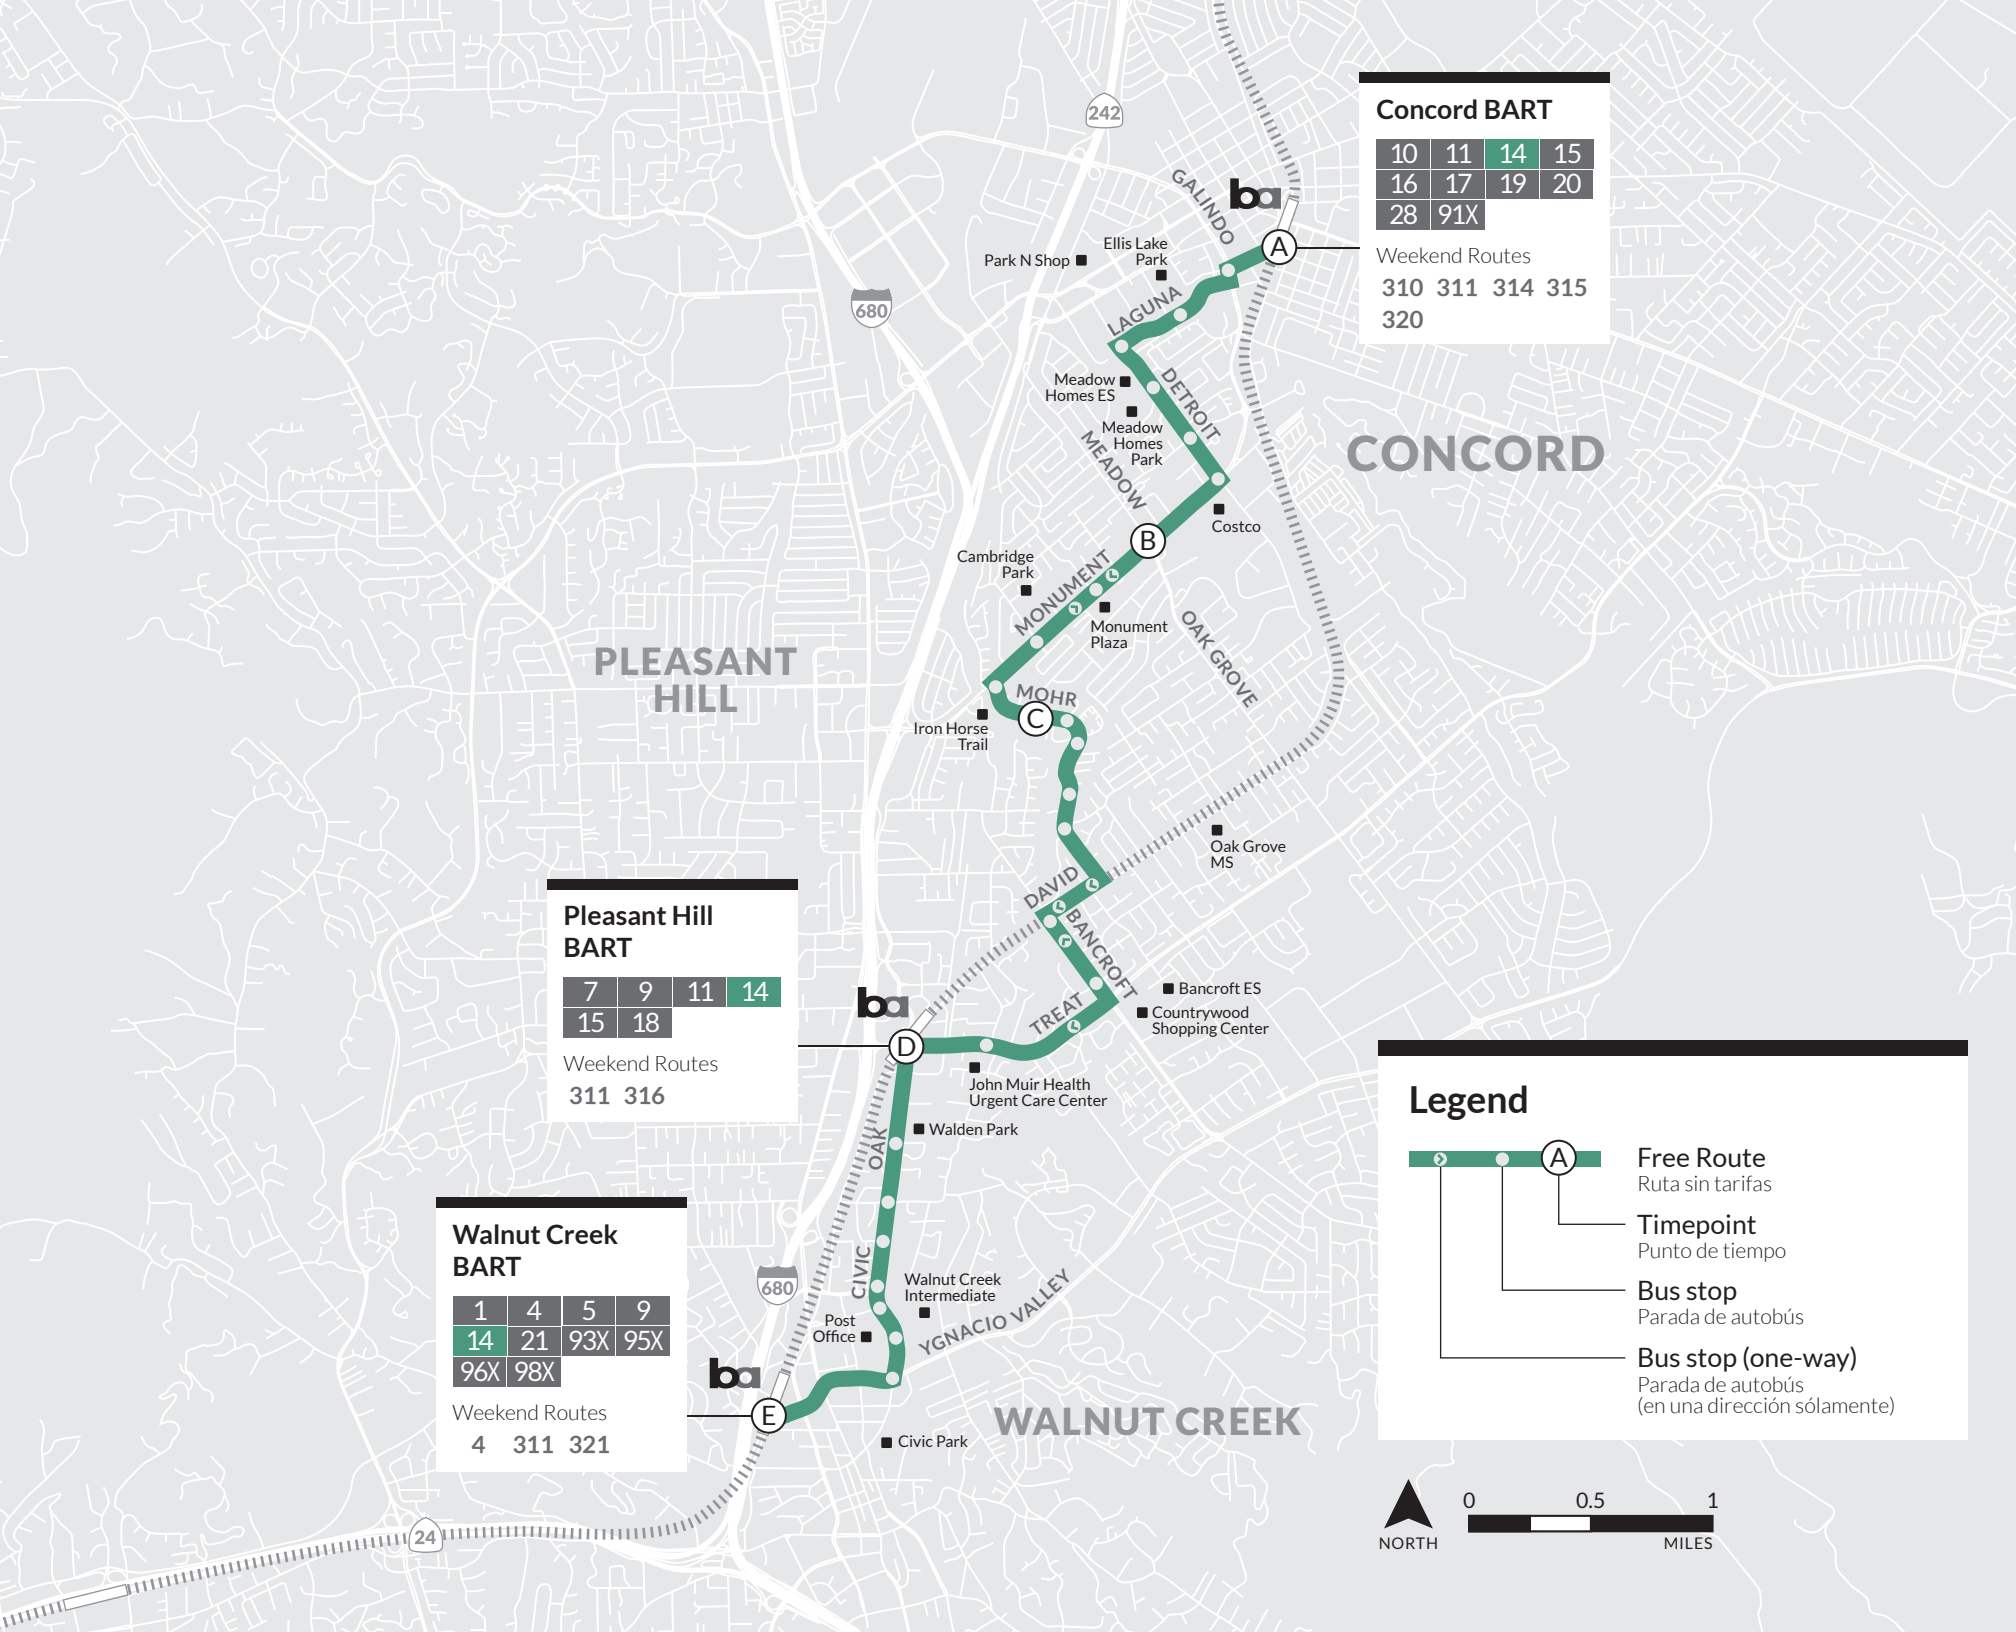 242
Concord BART
10 11 14 15
16 17 19 20
28 91X
Weekend Routes
310 311 314 315
320
GALINDO
ba
A
Ellis Lake
Park
Park N Shop
680
LAGUNA
Meadow
Homes ES
DETROIT
Meadow
Homes
Park
MEADOW
CONCORD
Costco
B
Cambridge
Park
MONUMENT
Monument
Plaza
OAK GROVE
PLEASANT
HILL
MOHR
C
Iron Horse
Trail
Oak Grove
MS
DAVID
BANCROFT
Pleasant Hill
BART
7 9 11 14
15 18
Weekend Routes
311 316
ba
D
TREAT
Bancroft ES
Countrywood
Shopping Center
John Muir Health
Urgent Care Center
Walden Park
OAK
CIVIC
Walnut Creek
BART
1 4 5 9
14 21 93X 95X
96X 98X
Weekend Routes
4 311 321
680
Walnut Creek
Intermediate
Post
Office
YGNACIO VALLEY
ba
E
Civic Park
WALNUT CREEK
24
Legend
A
Free Route
Ruta sin tarifas
Timepoint
Punto de tiempo
Bus stop
Parada de autobús
Bus stop (one-way)
Parada de autobús
(en una dirección sólamente)
NORTH
0 0.5 1
MILES